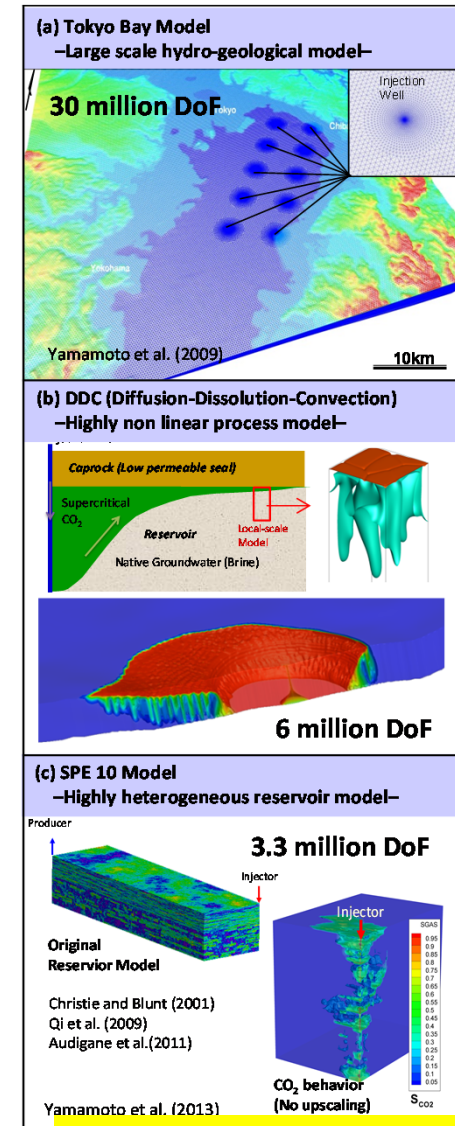 (a) Tokyo Bay Model
–Large scale hydro-geological model–
Injection
Well
30 million DoF
Tokyo
Chib
Yokohama
Yamamoto et al. (2009)
10km
(b) DDC (Diffusion-Dissolution-Convection)
–Highly non linear process model–
Caprock (Low permeable seal)
Supercritical
CO₂
Reservoir
Native Groundwater (Brine)
Local-scale
Model
6 million DoF
(c) SPE 10 Model
–Highly heterogeneous reservoir model–
Producer
3.3 million DoF
Injector
Injector
Original
Reservior Model
SGAS
0.95
0.9
0.85
0.8
0.75
0.7
0.65
0.6
0.55
0.5
0.45
0.4
0.35
0.3
0.25
0.2
0.15
0.1
0.05
Christie and Blunt (2001)
Qi et al. (2009)
Audigane et al.(2011)
CO₂ behavior
(No upscaling)
S_CO2
Yamamoto et al. (2013)